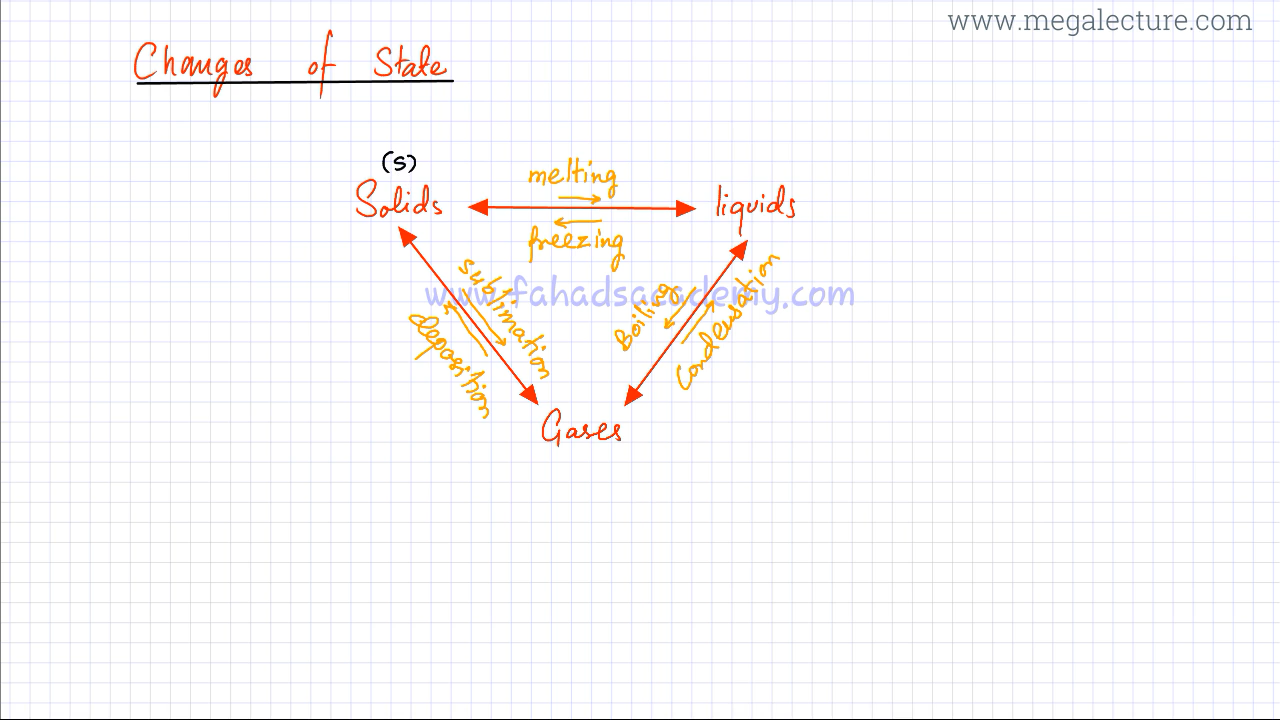 www.megalecture.com
Changes of State
(s)
Solids
melting
freezing
liquids
sublimation
deposition
Boiling
Condensation
www.fahadsacademy.com
Gases